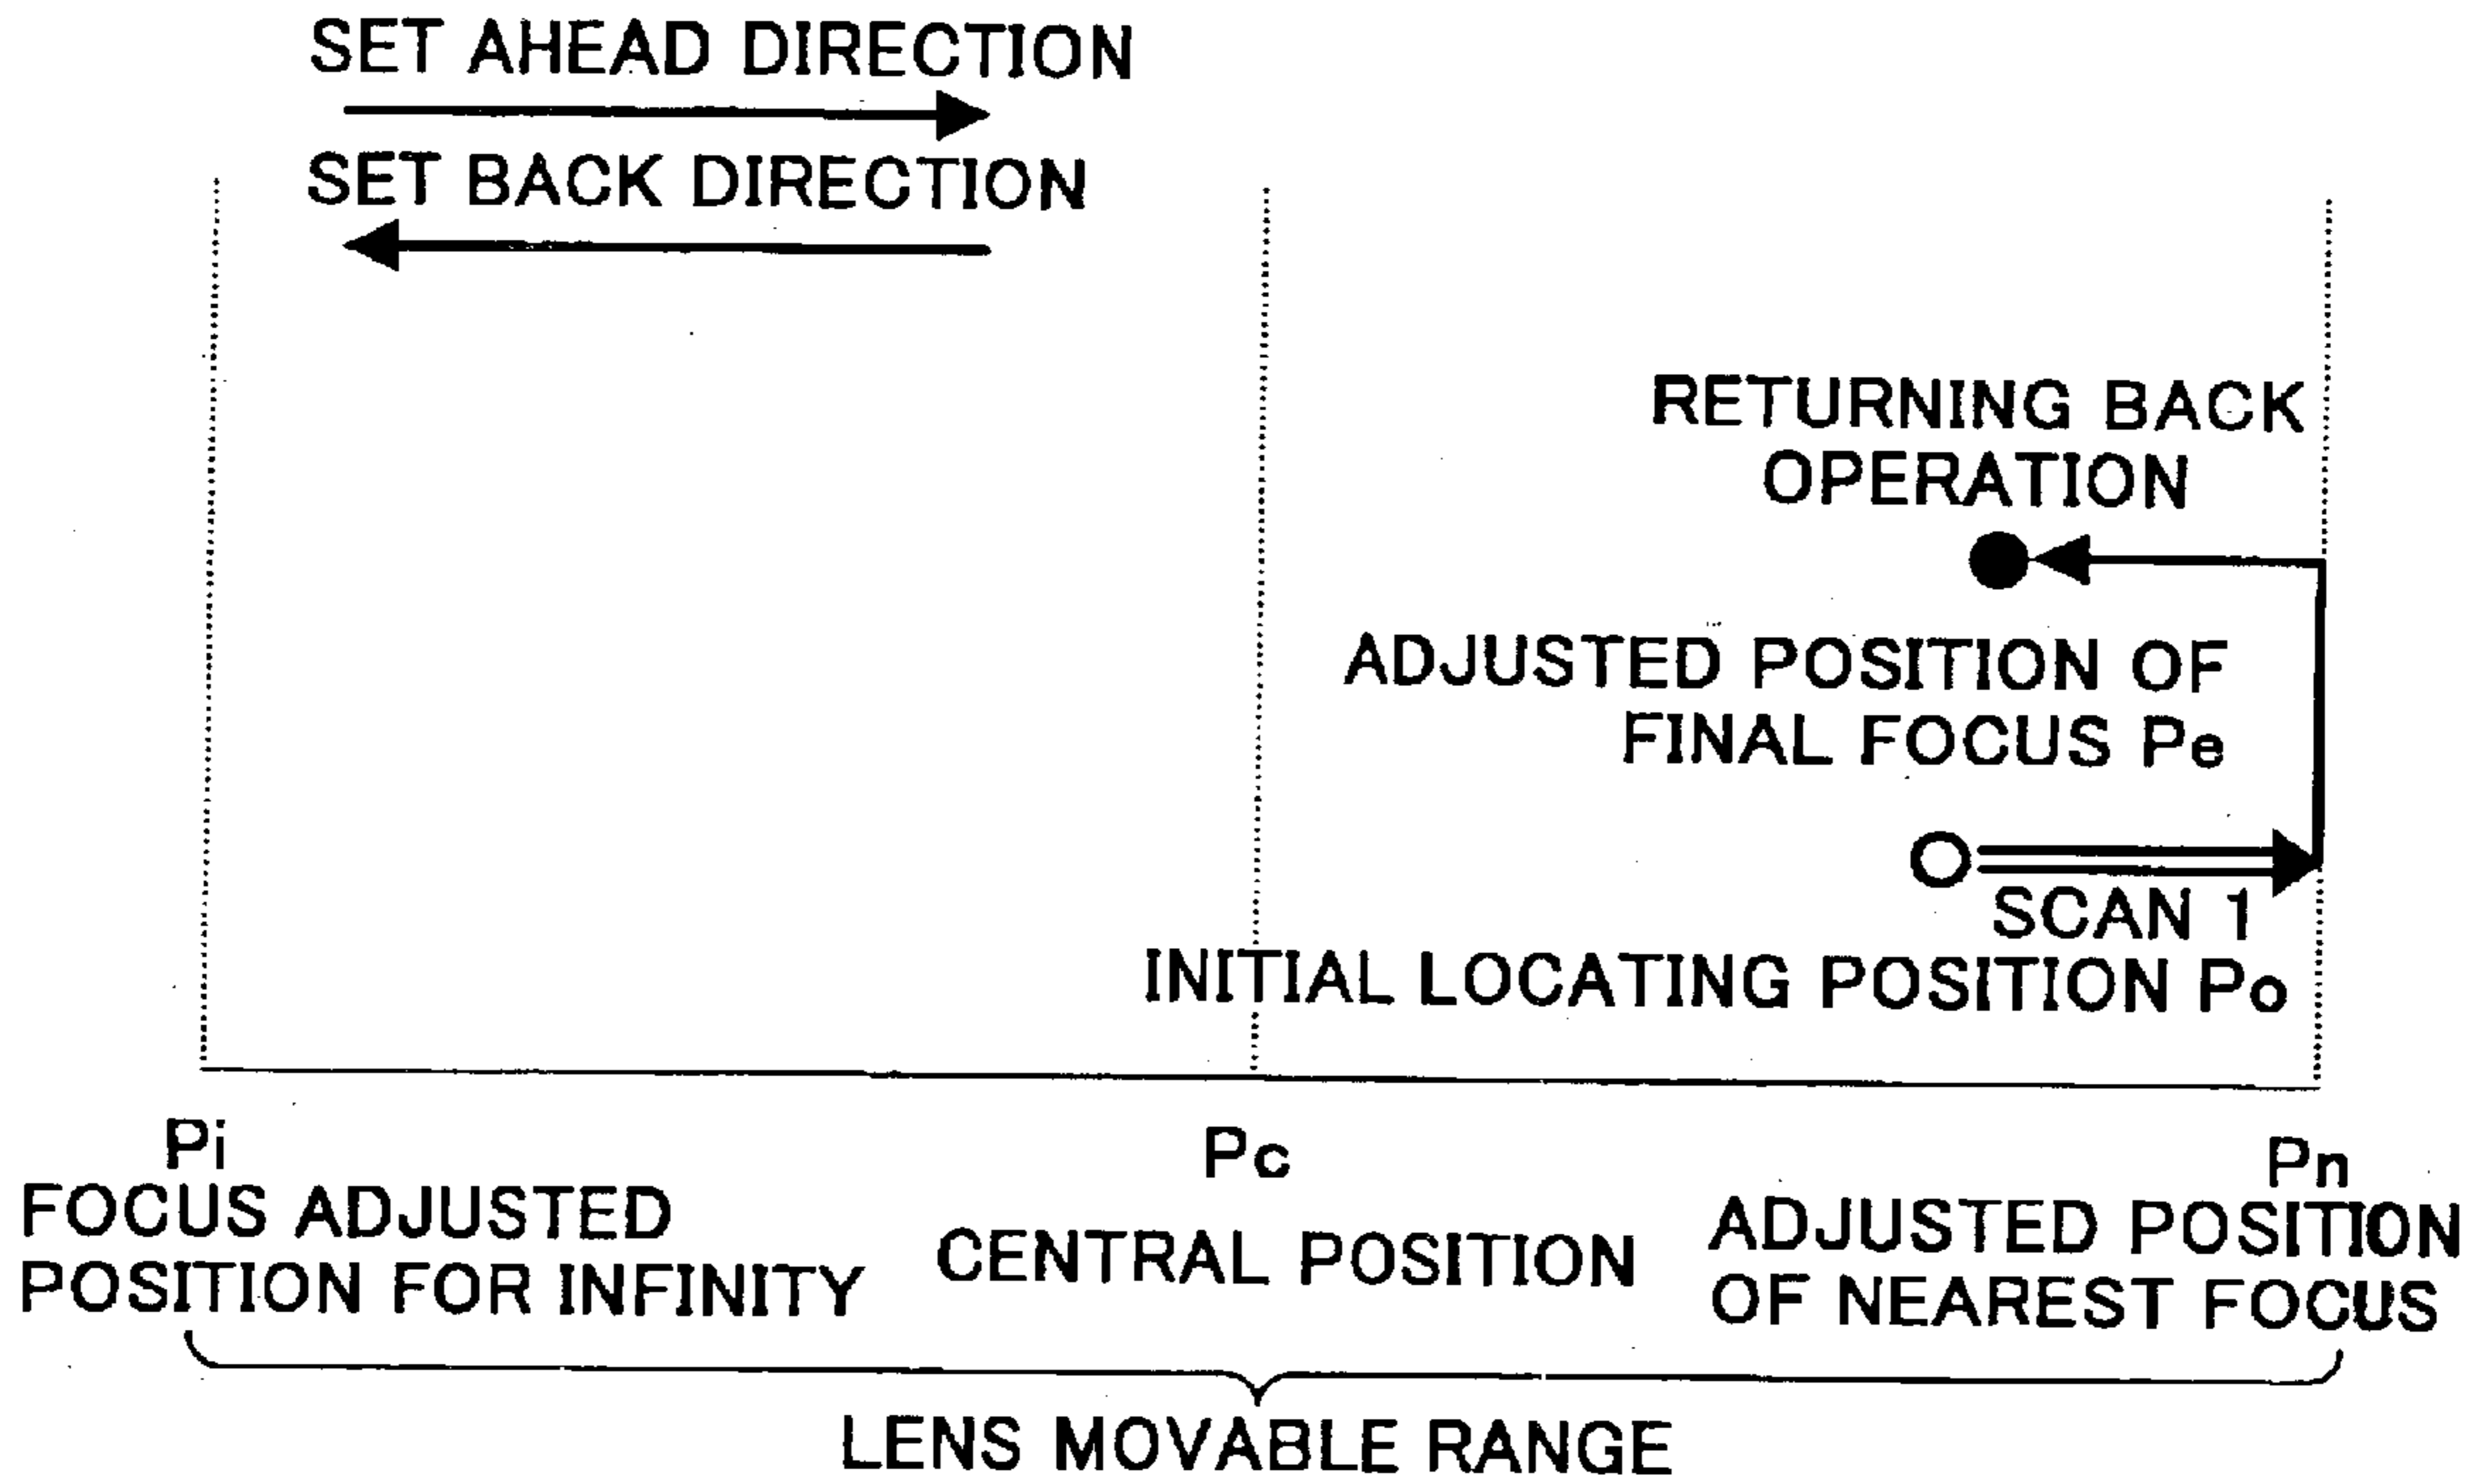 SET AHEAD DIRECTION
SET BACK DIRECTION
RETURNING BACK
OPERATION
ADJUSTED POSITION OF
FINAL FOCUS Pe
SCAN 1
INITIAL LOCATING POSITION Po
Pi
FOCUS ADJUSTED
POSITION FOR INFINITY
Pc
CENTRAL POSITION
Pn
ADJUSTED POSITION
OF NEAREST FOCUS
LENS MOVABLE RANGE